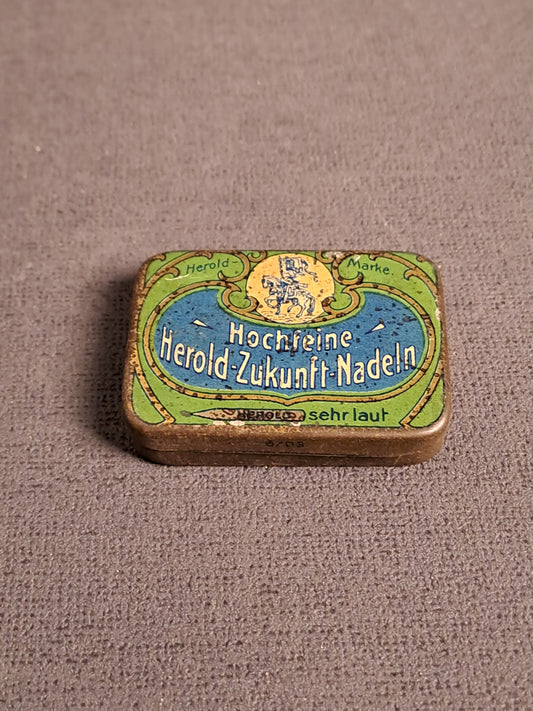 Herold-Marke.
Hochfeine
Herold-Zukunft-Nadeln
HEROLD sehr laut